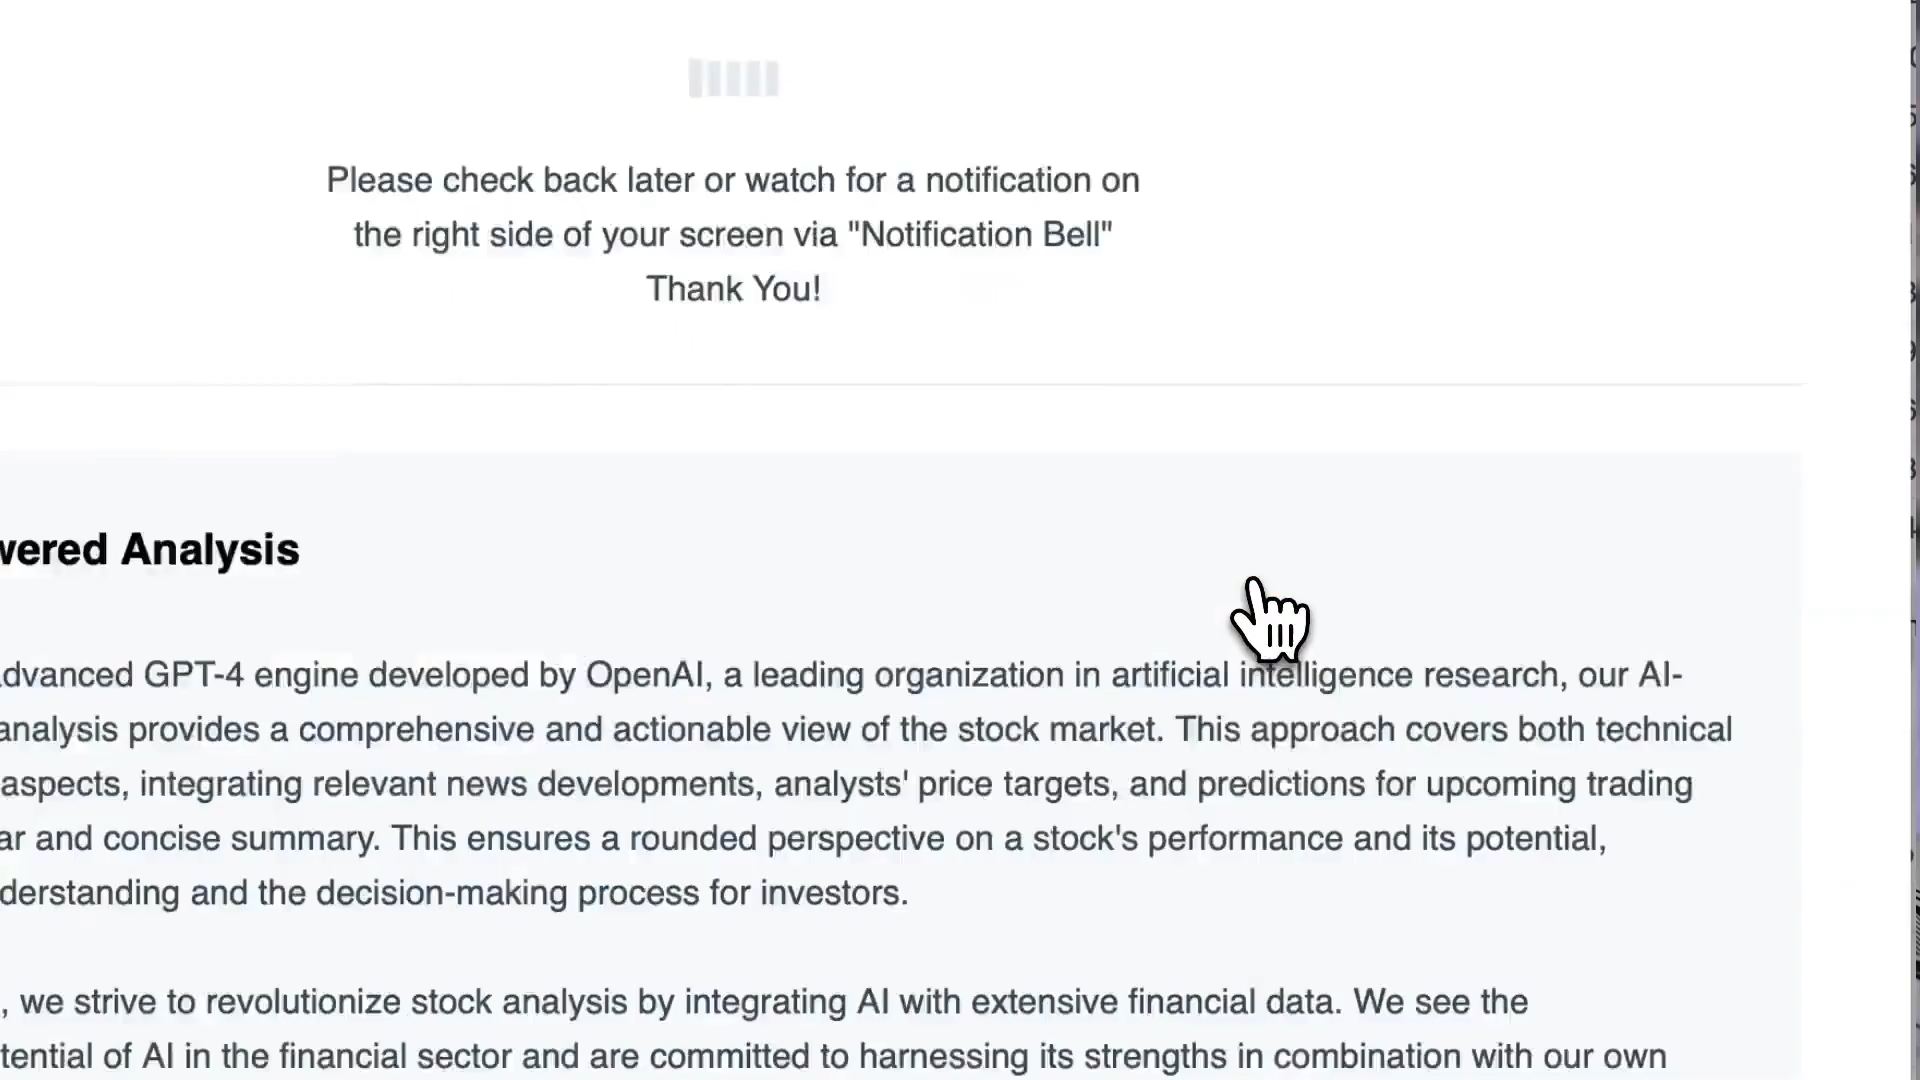 Please check back later or watch for a notification on
the right side of your screen via "Notification Bell"
Thank You!
wered Analysis
dvanced GPT-4 engine developed by OpenAI, a leading organization in artificial intelligence research, our AI-
analysis provides a comprehensive and actionable view of the stock market. This approach covers both technical
aspects, integrating relevant news developments, analysts' price targets, and predictions for upcoming trading
ar and concise summary. This ensures a rounded perspective on a stock's performance and its potential,
derstanding and the decision-making process for investors.
, we strive to revolutionize stock analysis by integrating AI with extensive financial data. We see the
tential of AI in the financial sector and are committed to harnessing its strengths in combination with our own